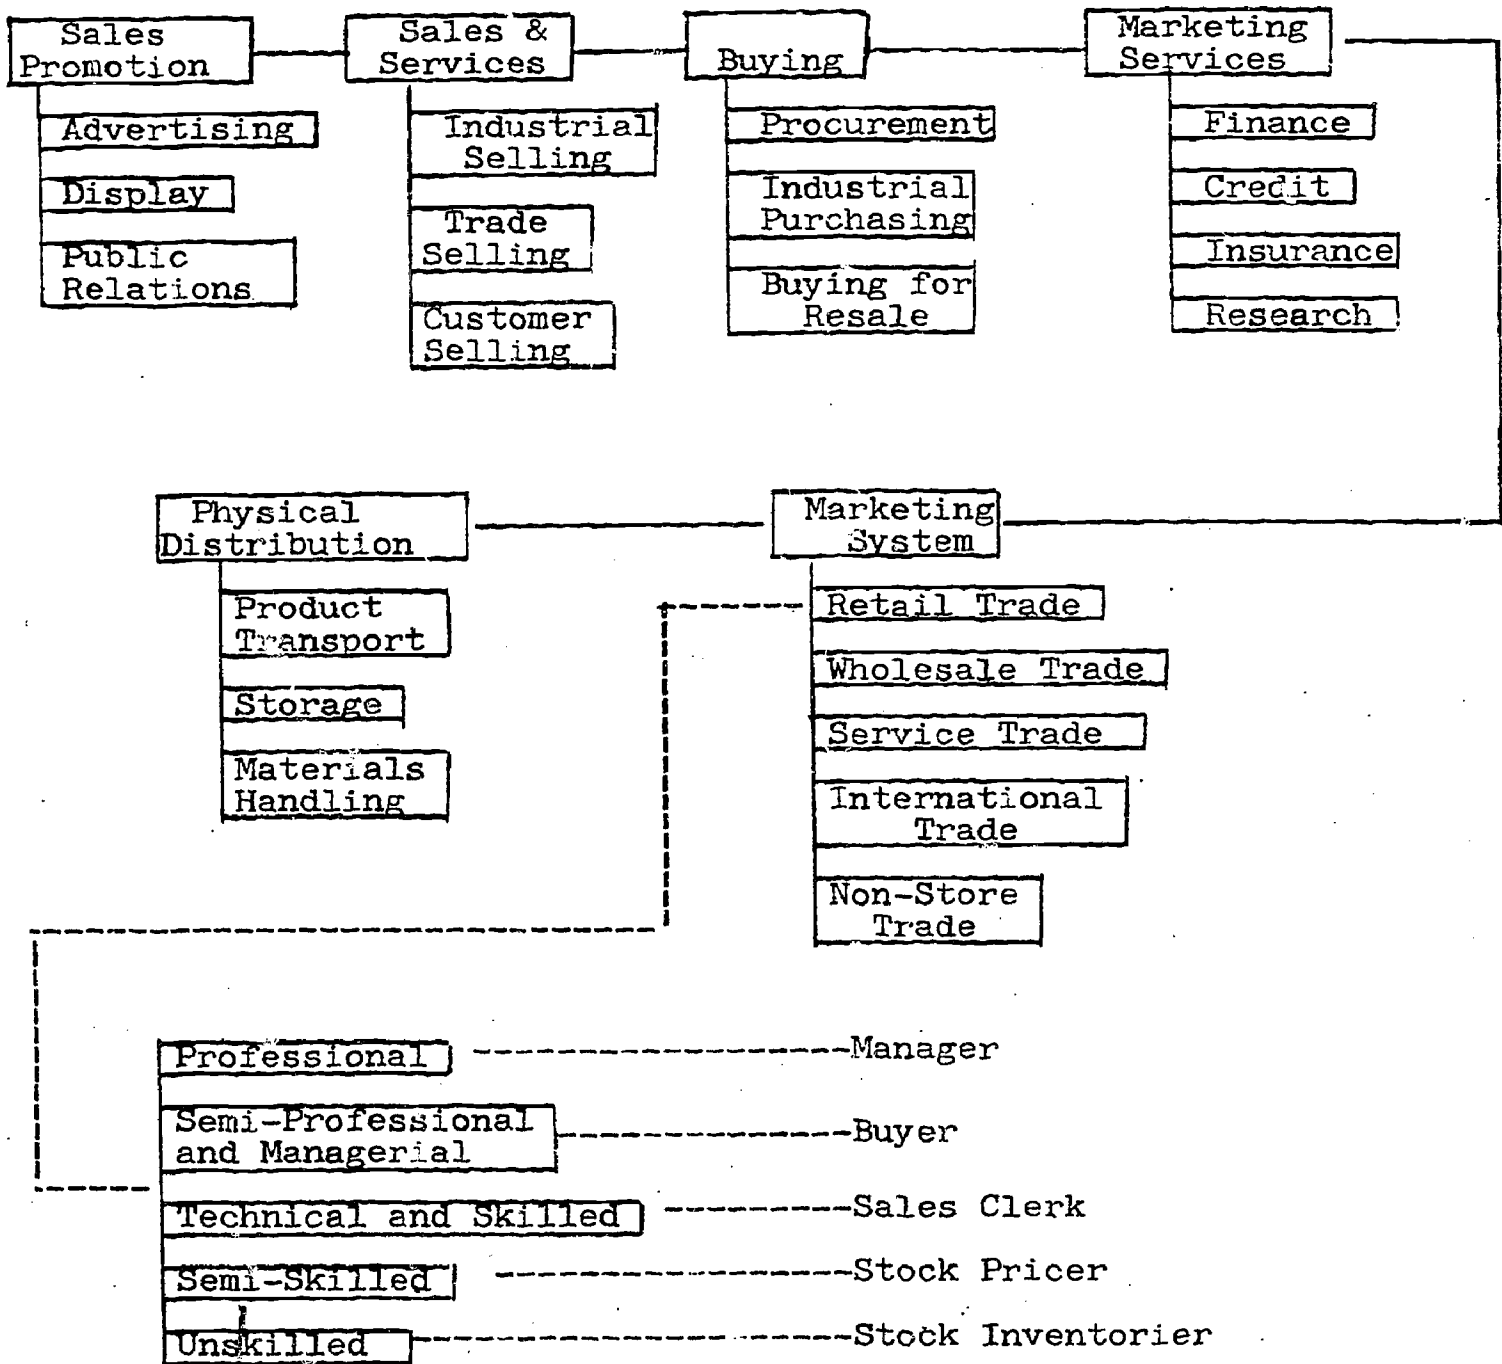 Sales
Promotion
Sales &
Services
Buying
Marketing
Services
Advertising
Display
Public
Relations
Industrial
Selling
Trade
Selling
Customer
Selling
Procurement
Industrial
Purchasing
Buying for
Resale
Finance
Credit
Insurance
Research
Physical
Distribution
Marketing
System
Product
Transport
Storage
Materials
Handling
Retail Trade
Wholesale Trade
Service Trade
International
Trade
Non-Store
Trade
Professional
Manager
Semi-Professional
and Managerial
Buyer
Technical and Skilled
Sales Clerk
Semi-Skilled
Stock Pricer
Unskilled
Stock Inventorier